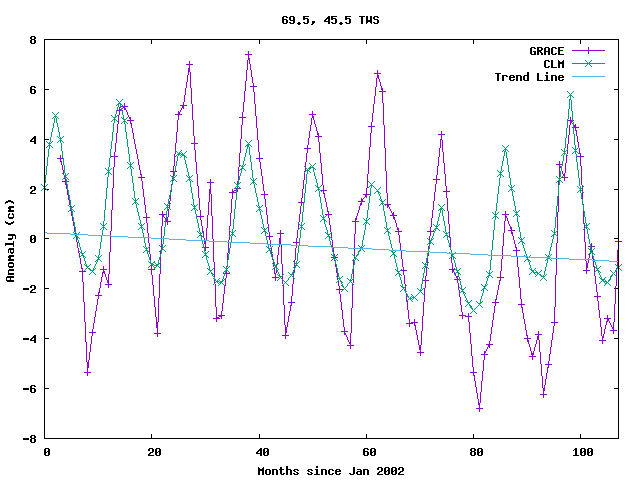 69.5, 45.5 TWS
GRACE
CLM
Trend Line
8
6
4
2
0
-2
-4
-6
-8
Anomaly (cm)
0 20 40 60 80 100
Months since Jan 2002